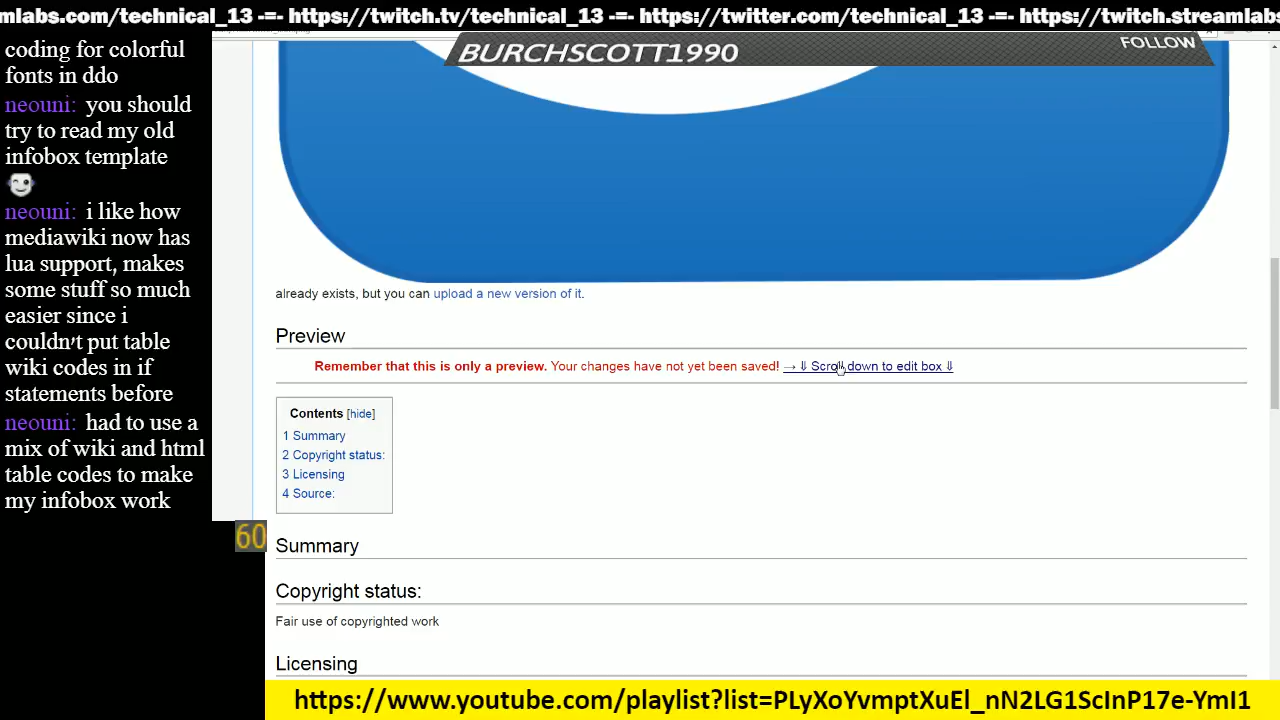 mlabs.com/technical_13 -=- https://twitch.tv/technical_13 -=- https://twitter.com/technical_13 -=- https://twitch.streamlabs
BURCHSCOTT1990
FOLLOW
coding for colorful
fonts in ddo
neouni: you should
try to read my old
infobox template
neouni: i like how
mediawiki now has
lua support, makes
some stuff so much
easier since i
couldn't put table
wiki codes in if
statements before
neouni: had to use a
mix of wiki and html
table codes to make
my infobox work
60
already exists, but you can upload a new version of it.
Preview
Remember that this is only a preview. Your changes have not yet been saved! → ⇓ Scroll down to edit box ⇓
Contents [hide]
1 Summary
2 Copyright status:
3 Licensing
4 Source:
Summary
Copyright status:
Fair use of copyrighted work
Licensing
https://www.youtube.com/playlist?list=PLyXoYvmptXuEl_nN2LG1ScInP17e-YmI1